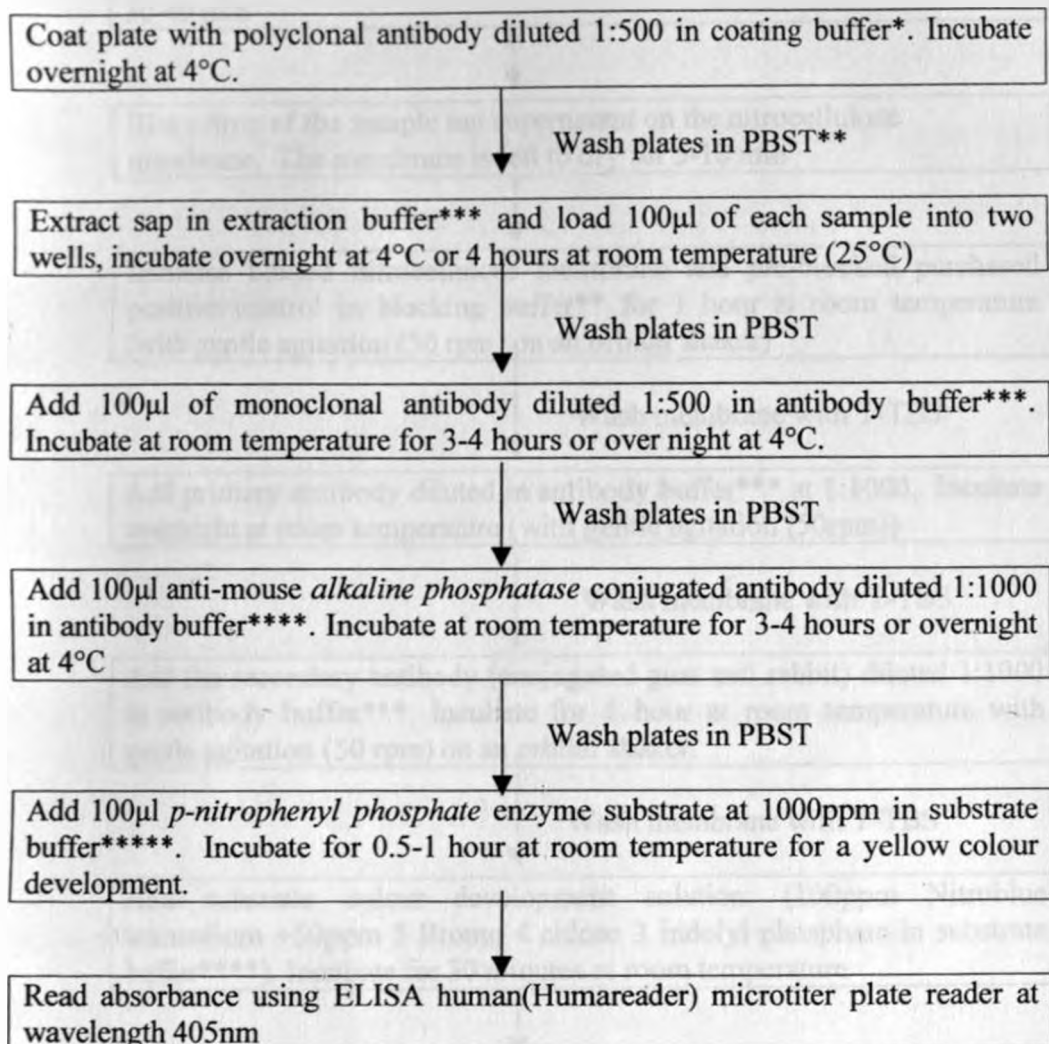 Coat plate with polyclonal antibody diluted 1:500 in coating buffer*. Incubate
overnight at 4°C.
Wash plates in PBST**
Extract sap in extraction buffer*** and load 100µl of each sample into two
wells, incubate overnight at 4°C or 4 hours at room temperature (25°C)
Wash plates in PBST
Add 100µl of monoclonal antibody diluted 1:500 in antibody buffer***.
Incubate at room temperature for 3-4 hours or over night at 4°C.
Wash plates in PBST
Add 100µl anti-mouse alkaline phosphatase conjugated antibody diluted 1:1000
in antibody buffer****. Incubate at room temperature for 3-4 hours or overnight
at 4°C
Wash plates in PBST
Add 100µl p-nitrophenyl phosphate enzyme substrate at 1000ppm in substrate
buffer*****. Incubate for 0.5-1 hour at room temperature for a yellow colour
development.
Read absorbance using ELISA human(Humareader) microtiter plate reader at
wavelength 405nm